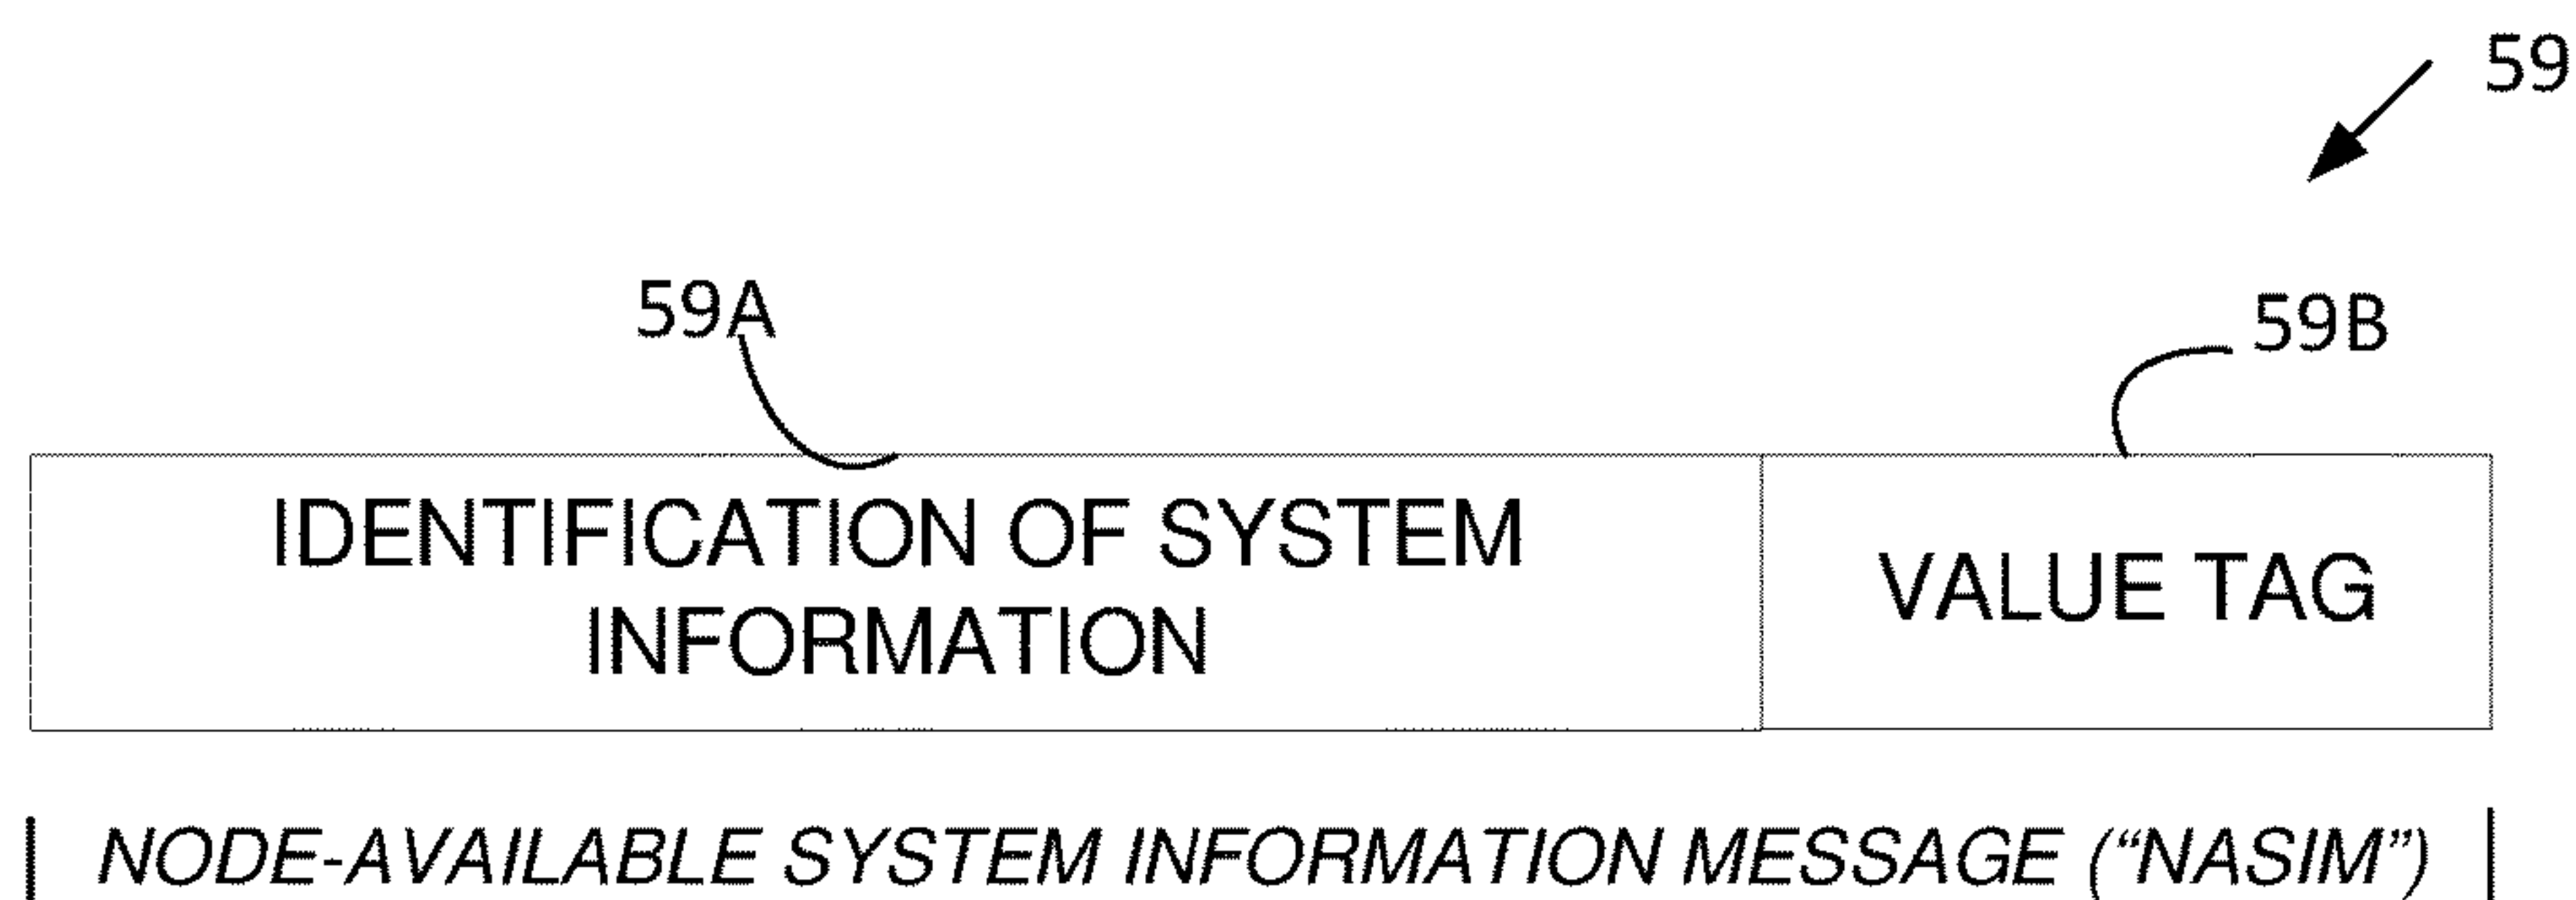 59
59A
59B
IDENTIFICATION OF SYSTEM
INFORMATION
VALUE TAG
NODE-AVAILABLE SYSTEM INFORMATION MESSAGE (“NASIM”)